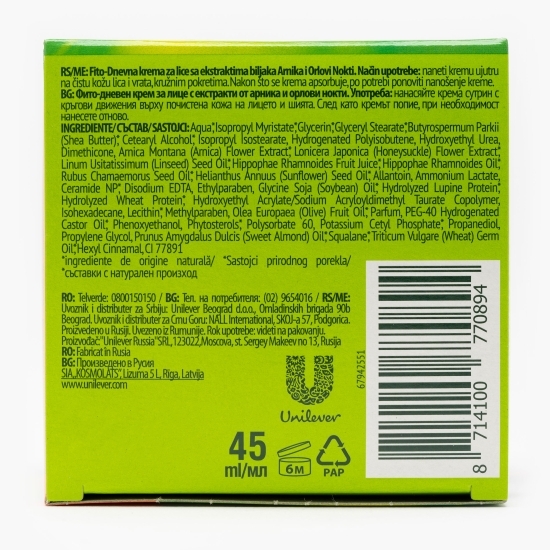 RS/ME: Fito-Dnevna krema za lice sa ekstraktima biljaka Arnika i Orlovi Nokti. Način upotrebe: naneti kremu ujutru
na čistu kožu lica i vrata, kružnim pokretima. Nakon što se krema apsorbuje, po potrebi ponoviti nanošenje kreme.
BG: Фито-дневен крем за лице с екстракти от арника и орлови нокти. Употреба: нанасяйте крема сутрин с
кръгови движения върху почистена кожа на лицето и шията. След като кремът попие, при необходимост
нанесете отново.
INGREDIENTE/СЪСТАВ/SASTOJCI: Aqua, Isopropyl Myristate, Glycerin, Glyceryl Stearate, Butyrospermum Parkii
(Shea Butter)*, Cetearyl Alcohol*, Isopropyl Isostearate, Hydrogenated Polyisobutene, Hydroxyethyl Urea,
Dimethicone, Arnica Montana (Arnica) Flower Extract*, Lonicera Japonica (Honeysuckle) Flower Extract*,
Linum Usitatissimum (Linseed) Seed Oil*, Hippophae Rhamnoides Fruit Juice*, Hippophae Rhamnoides Oil*,
Rubus Chamaemorus Seed Oil*, Helianthus Annuus (Sunflower) Seed Oil*, Allantoin, Ammonium Lactate,
Ceramide NP*, Disodium EDTA, Ethylparaben, Glycine Soja (Soybean) Oil*, Hydrolyzed Lupine Protein*,
Hydrolyzed Wheat Protein*, Hydroxyethyl Acrylate/Sodium Acryloyldimethyl Taurate Copolymer,
Isohexadecane, Lecithin*, Methylparaben, Olea Europaea (Olive) Fruit Oil*, Parfum, PEG-40 Hydrogenated
Castor Oil*, Phenoxyethanol, Phytosterols*, Polysorbate 60, Potassium Cetyl Phosphate*, Propanediol,
Propylene Glycol, Prunus Amygdalus Dulcis (Sweet Almond) Oil*, Squalane*, Triticum Vulgare (Wheat) Germ
Oil*, Hexyl Cinnamal, CI 77891
*ingrediente de origine naturală/ *Sastojci prirodnog porekla/
*съставки с натурален произход
RO: Telverde: 0800150150 / BG: Тел. на потребителя: (02) 9654016 / RS/ME:
Uvoznik i distributer za Srbiju: Unilever Beograd d.o.o., Omladinskih brigada 90b
Beograd. Uvoznik i distributer za Crnu Goru: NALL International, SKOJ-a 57, Podgorica.
Proizvedeno u Rusiji. Uvezeno iz Rumunije. Rok upotrebe: videti na pakovanju.
Proizvođač: "Unilever Russia" SRL, 123022, Moscow, st. Sergey Makeev no 13, Rusija
RO: Fabricat în Rusia
BG: Произведено в Русия
SIA „KOSMOLATS", Lizuma 5 L, Riga, Latvija
www.unilever.com
67942551
Unilever
45
ml/мл
6 M
PAP
8 714100 770894